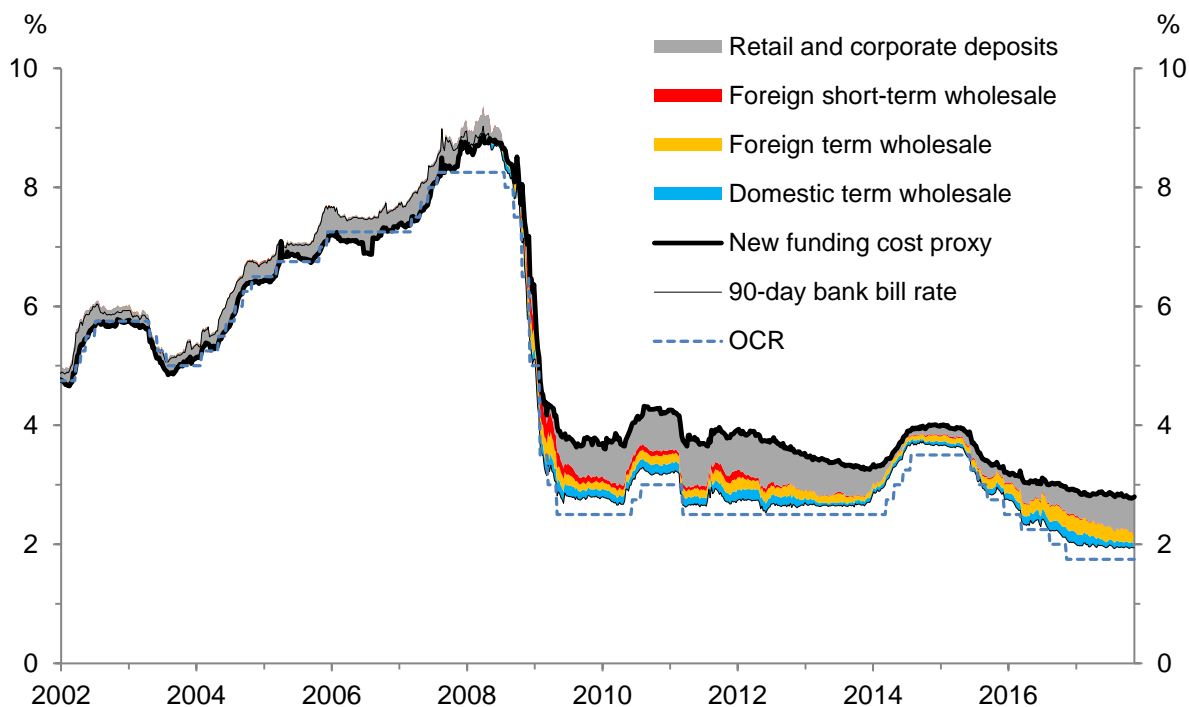 % %
10 Retail and corporate deposits 10
Foreign short-term wholesale
Foreign term wholesale
8 Domestic term wholesale 8
New funding cost proxy
90-day bank bill rate
6 6
OCR
4 4
2 2
0 0
2002 2004 2006 2008 2010 2012 2014 2016